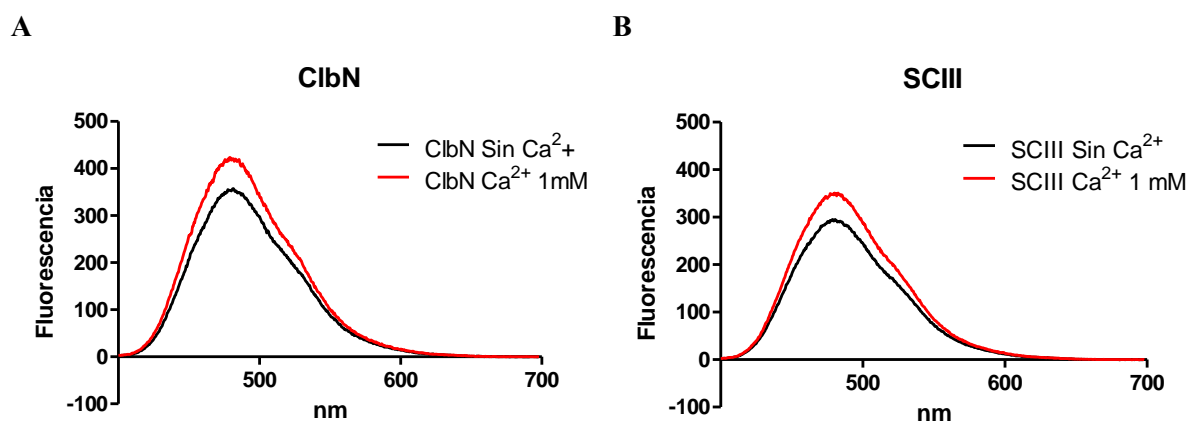 A
ClbN
500
400
300
200
100
0
-100
Fluorescencia
500
600
700
nm
ClbN Sin Ca²+
ClbN Ca²⁺ 1mM
B
SCIII
500
400
300
200
100
0
-100
Fluorescencia
500
600
700
nm
SCIII Sin Ca²⁺
SCIII Ca²⁺ 1 mM